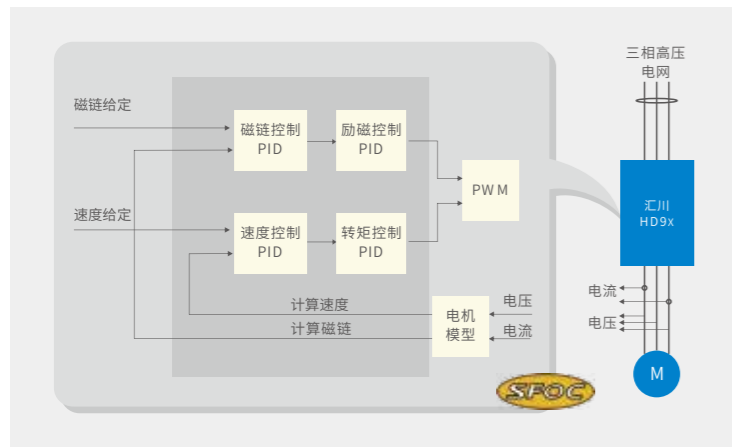 三相高压
电网
磁链给定
磁链控制
PID
励磁控制
PID
PWM
汇川
HD9x
速度给定
速度控制
PID
转矩控制
PID
计算速度
计算磁链
电机
模型
电压
电流
电流
电压
M
SFOC